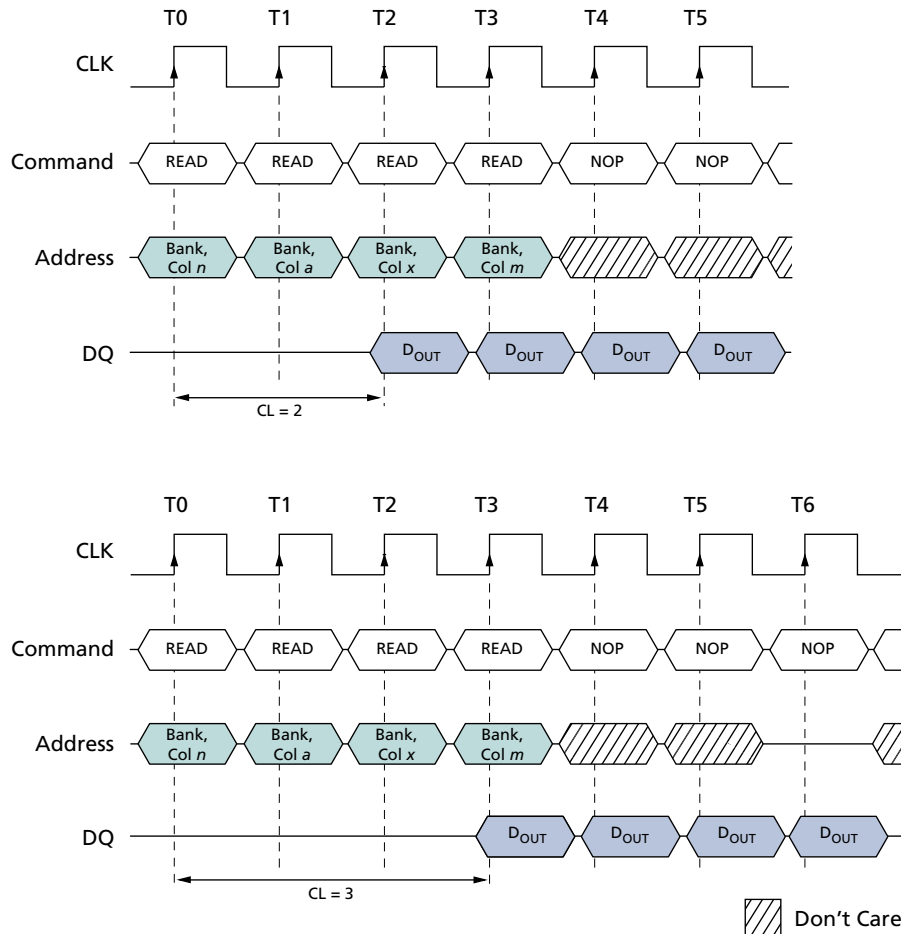 T0 T1 T2 T3 T4 T5
CLK
Command READ READ READ READ NOP NOP
Address Bank, Col n Bank, Col a Bank, Col x Bank, Col m
DQ DOUT DOUT DOUT DOUT
CL = 2
T0 T1 T2 T3 T4 T5 T6
CLK
Command READ READ READ READ NOP NOP NOP
Address Bank, Col n Bank, Col a Bank, Col x Bank, Col m
DQ DOUT DOUT DOUT DOUT
CL = 3
Don't Care